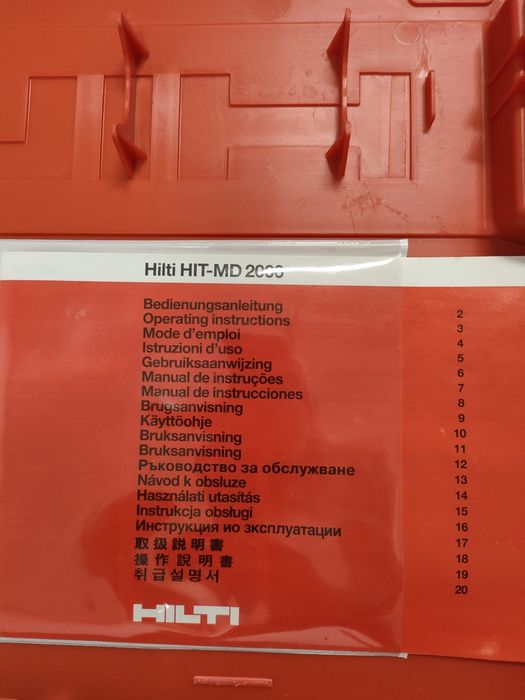 Hilti HIT-MD 2000
Bedienungsanleitung 2
Operating instructions 3
Mode d'emploi 4
Istruzioni d'uso 5
Gebruiksaanwijzing 6
Manual de instruções 7
Manual de instrucciones 8
Brugsanvisning 9
Käyttöohje 10
Bruksanvisning 11
Bruksanvisning 12
Ръководство за обслужване 13
Návod k obsluze 14
Használati utasítás 15
Instrukcja obsługi 16
Инструкция ио зксплуатации 17
取扱説明書 18
操作說明書 19
취급설명서 20
HILTI